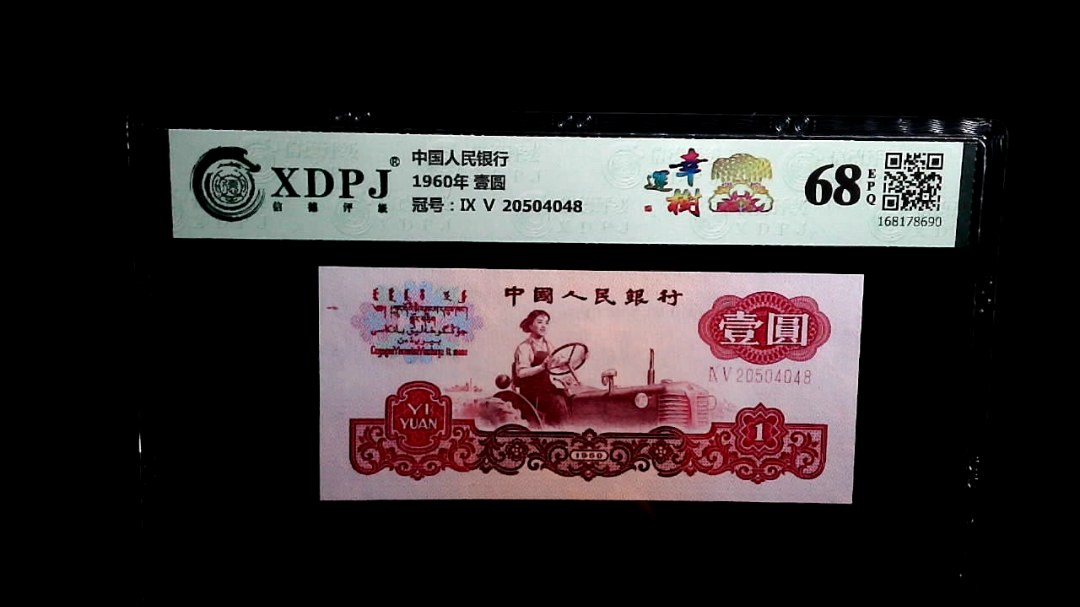 XDPJ®
信德评级
中国人民银行
1960年 壹圆
冠号：IX V 20504048
幸
運
樹
68
EPQ
168178690
中國人民銀行
壹圓
IX V 20504048
YI
YUAN
1
1960